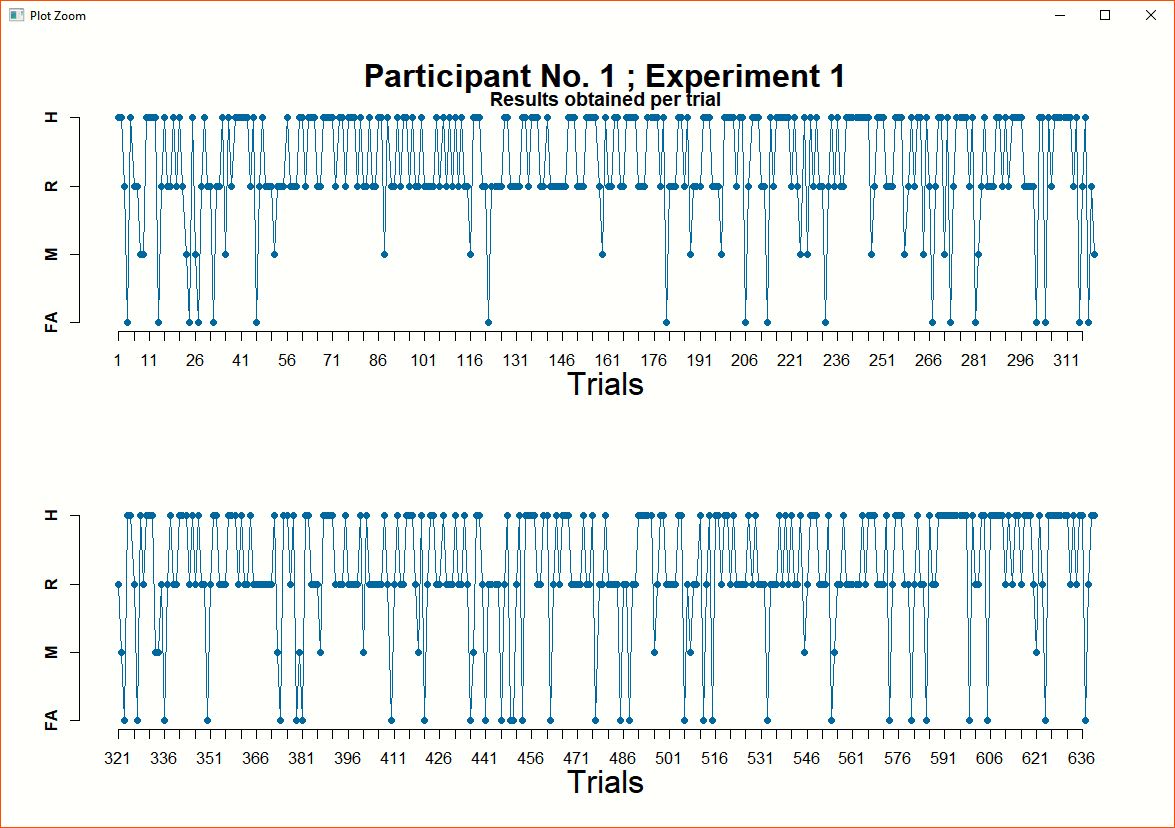 Plot Zoom
Participant No. 1 ; Experiment 1
Results obtained per trial
H
R
M
FA
1 11 26 41 56 71 86 101 116 131 146 161 176 191 206 221 236 251 266 281 296 311
Trials
H
R
M
FA
321 336 351 366 381 396 411 426 441 456 471 486 501 516 531 546 561 576 591 606 621 636
Trials